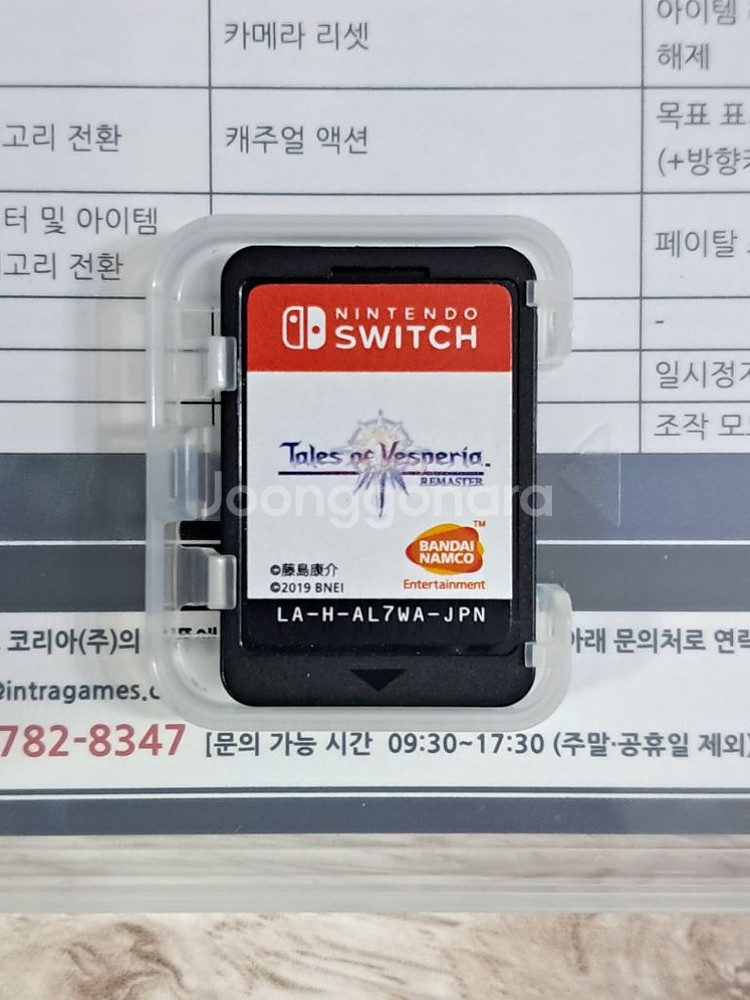 카메라 리셋
아이템
해제
고리 전환
캐주얼 액션
목표 표
(+방향키
터 및 아이템
고리 전환
페이탈
-
일시정지
조작 모
NINTENDO
SWITCH
Tales of Vesperia
REMASTER
Joonggonara
BANDAI
NAMCO
TM
Entertainment
©藤島康介
©2019 BNEI
LA-H-AL7WA-JPN
코리아(주)의
아래 문의처로 연락
@intragames.c
782-8347 [문의 가능 시간 09:30~17:30 (주말·공휴일 제외)